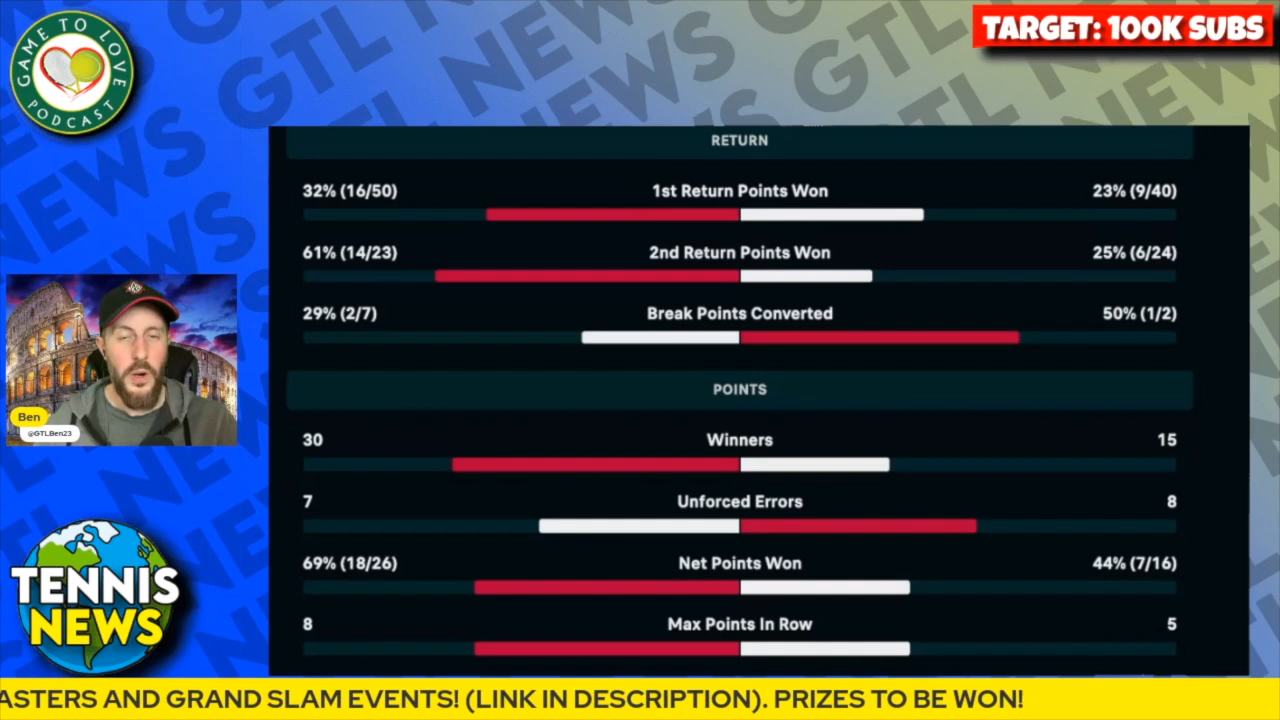 GAME TO LOVE
PODCAST
GTL NEWS GTL NEWS
TARGET: 100K SUBS
RETURN
32% (16/50) 1st Return Points Won 23% (9/40)
61% (14/23) 2nd Return Points Won 25% (6/24)
29% (2/7) Break Points Converted 50% (1/2)
POINTS
30 Winners 15
7 Unforced Errors 8
69% (18/26) Net Points Won 44% (7/16)
8 Max Points In Row 5
Ben
@GTLBen23
TENNIS
NEWS
ASTERS AND GRAND SLAM EVENTS! (LINK IN DESCRIPTION). PRIZES TO BE WON!